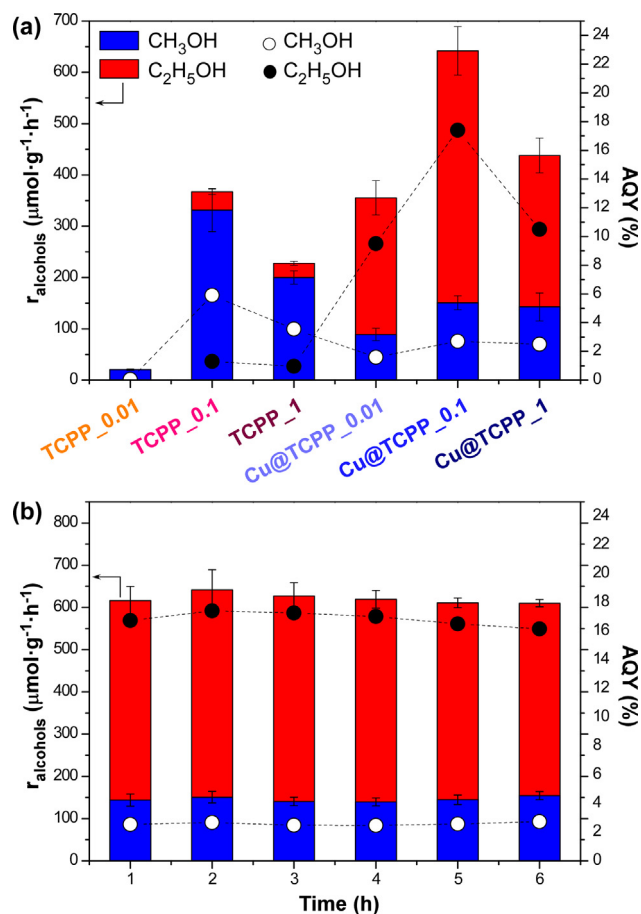 (a)
CH₃OH
CH₃OH
C₂H₅OH
C₂H₅OH
700
600
500
400
300
200
100
0
r_alcohols (μmol·g⁻¹·h⁻¹)
24
22
20
18
16
14
12
10
8
6
4
2
0
AQY (%)
TCPP_0.01
TCPP_0.1
TCPP_1
Cu@TCPP_0.01
Cu@TCPP_0.1
Cu@TCPP_1
(b)
800
700
600
500
400
300
200
100
0
r_alcohols (μmol·g⁻¹·h⁻¹)
24
22
20
18
16
14
12
10
8
6
4
2
0
AQY (%)
1 2 3 4 5 6
Time (h)